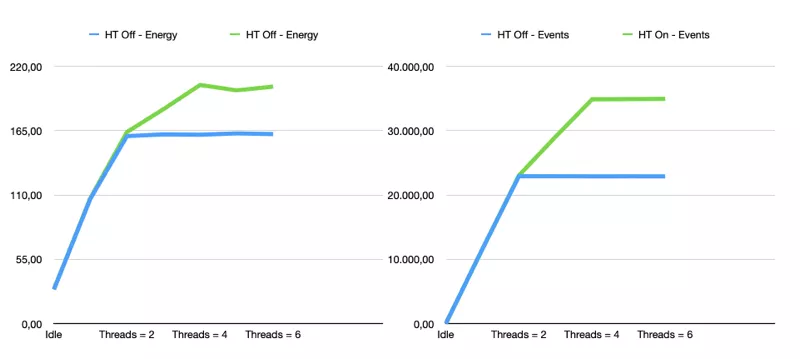 HT Off - Energy HT Off - Energy
220,00
165,00
110,00
55,00
0,00
Idle Threads = 2 Threads = 4 Threads = 6
HT Off - Events HT On - Events
40.000,00
30.000,00
20.000,00
10.000,00
0,00
Idle Threads = 2 Threads = 4 Threads = 6